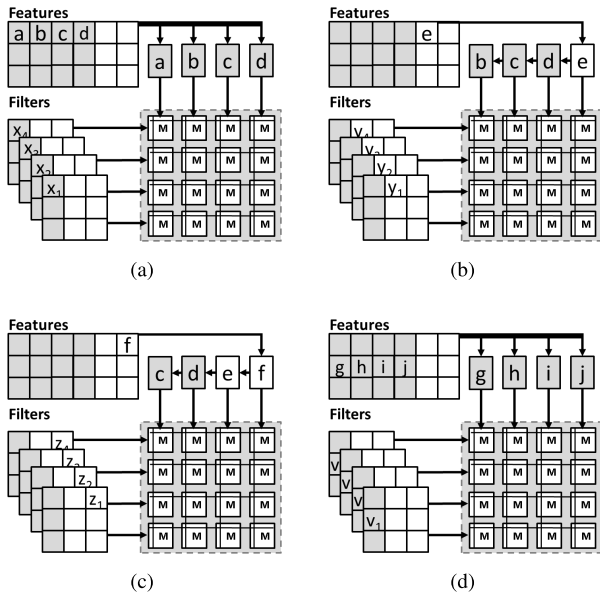 Features
a b c d
a b c d
Filters
x4
x3
x2
x1
M M M M
M M M M
M M M M
M M M M
(a)
Features
e
b c d e
Filters
y4
y3
y2
y1
M M M M
M M M M
M M M M
M M M M
(b)
Features
f
c d e f
Filters
z4
z3
z2
z1
M M M M
M M M M
M M M M
M M M M
(c)
Features
g h i j
g h i j
Filters
v
v
v
v1
M M M M
M M M M
M M M M
M M M M
(d)